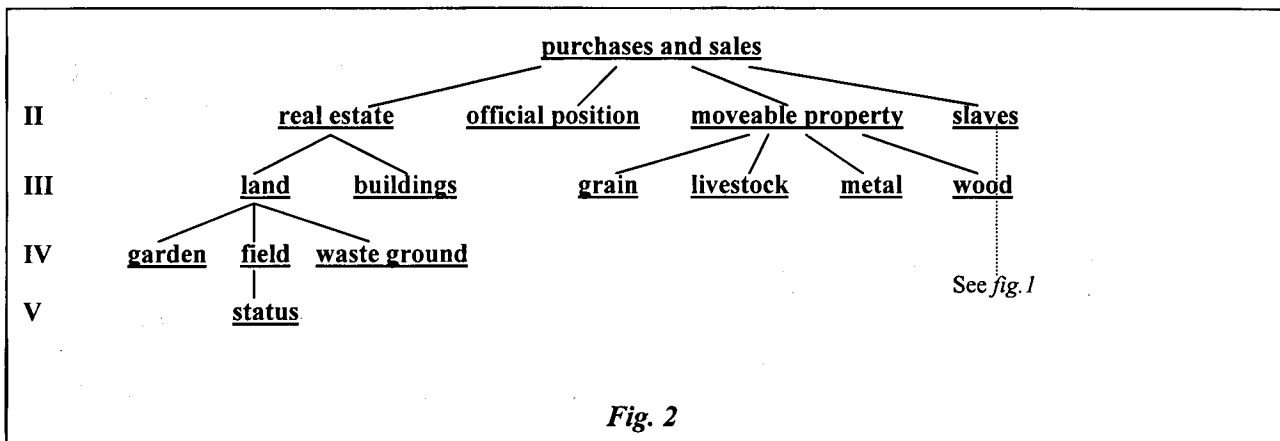 purchases and sales
II real estate official position moveable property slaves
III land buildings grain livestock metal wood
IV garden field waste ground
See fig.1
V status
Fig. 2